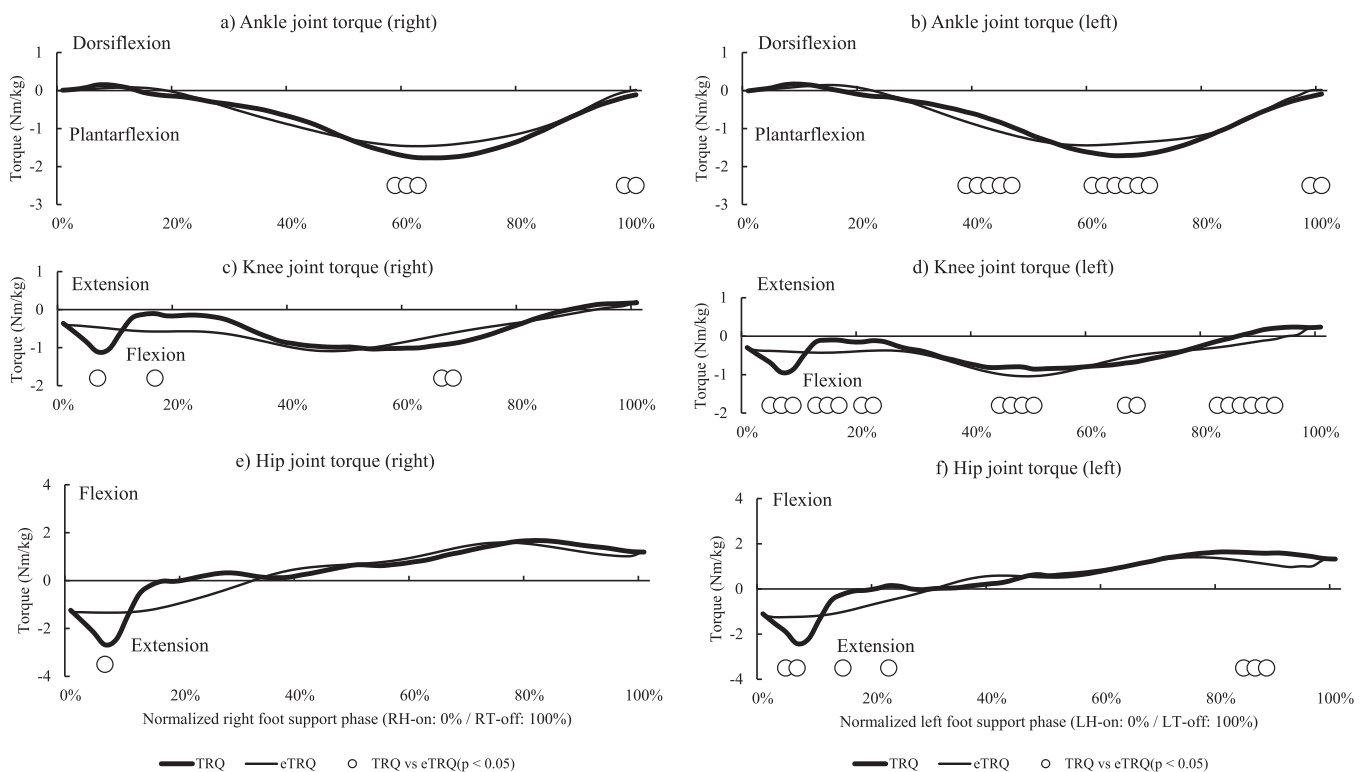 a) Ankle joint torque (right)
Dorsiflexion
1
0
-1
-2
-3
Torque (Nm/kg)
Plantarflexion
0%
20%
40%
60%
80%
100%
b) Ankle joint torque (left)
Dorsiflexion
1
0
-1
-2
-3
Torque (Nm/kg)
Plantarflexion
0%
20%
40%
60%
80%
100%
c) Knee joint torque (right)
Extension
1
0
-1
-2
Torque (Nm/kg)
Flexion
0%
20%
40%
60%
80%
100%
d) Knee joint torque (left)
Extension
1
0
-1
-2
Torque (Nm/kg)
Flexion
0%
20%
40%
60%
80%
100%
e) Hip joint torque (right)
Flexion
4
2
0
-2
-4
Torque (Nm/kg)
Extension
0%
20%
40%
60%
80%
100%
Normalized right foot support phase (RH-on: 0% / RT-off: 100%)
f) Hip joint torque (left)
Flexion
4
2
0
-2
-4
Torque (Nm/kg)
Extension
0%
20%
40%
60%
80%
100%
Normalized left foot support phase (LH-on: 0% / LT-off: 100%)
TRQ eTRQ TRQ vs eTRQ(p < 0.05)
TRQ eTRQ TRQ vs eTRQ(p < 0.05)